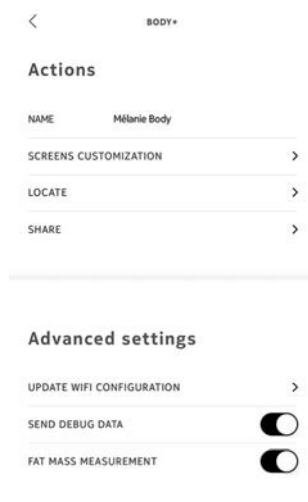 BODY+
Actions
NAME Mélanie Body
SCREENS CUSTOMIZATION
LOCATE
SHARE
Advanced settings
UPDATE WIFI CONFIGURATION
SEND DEBUG DATA
FAT MASS MEASUREMENT